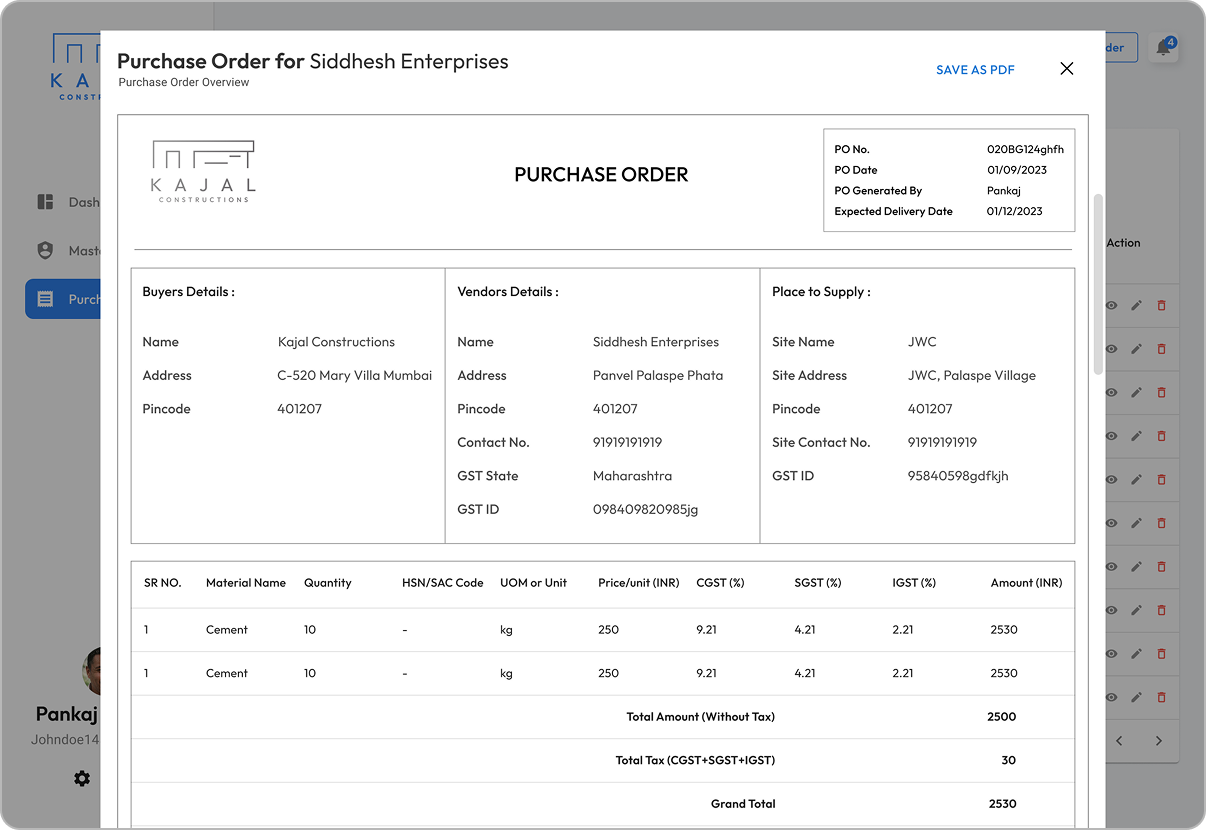 Purchase Order for Siddhesh Enterprises
Purchase Order Overview
SAVE AS PDF
der
4
K A
CONSTR
KAJAL
CONSTRUCTIONS
PURCHASE ORDER
PO No. 020BG124ghfh
PO Date 01/09/2023
PO Generated By Pankaj
Expected Delivery Date 01/12/2023
Dash
Maste
Purch
Action
Buyers Details :
Name Kajal Constructions
Address C-520 Mary Villa Mumbai
Pincode 401207
Vendors Details :
Name Siddhesh Enterprises
Address Panvel Palaspe Phata
Pincode 401207
Contact No. 91919191919
GST State Maharashtra
GST ID 098409820985jg
Place to Supply :
Site Name JWC
Site Address JWC, Palaspe Village
Pincode 401207
Site Contact No. 91919191919
GST ID 95840598gdfkjh
SR NO. Material Name Quantity HSN/SAC Code UOM or Unit Price/unit (INR) CGST (%) SGST (%) IGST (%) Amount (INR)
1 Cement 10 - kg 250 9.21 4.21 2.21 2530
1 Cement 10 - kg 250 9.21 4.21 2.21 2530
Total Amount (Without Tax) 2500
Total Tax (CGST+SGST+IGST) 30
Grand Total 2530
Pankaj
Johndoe14